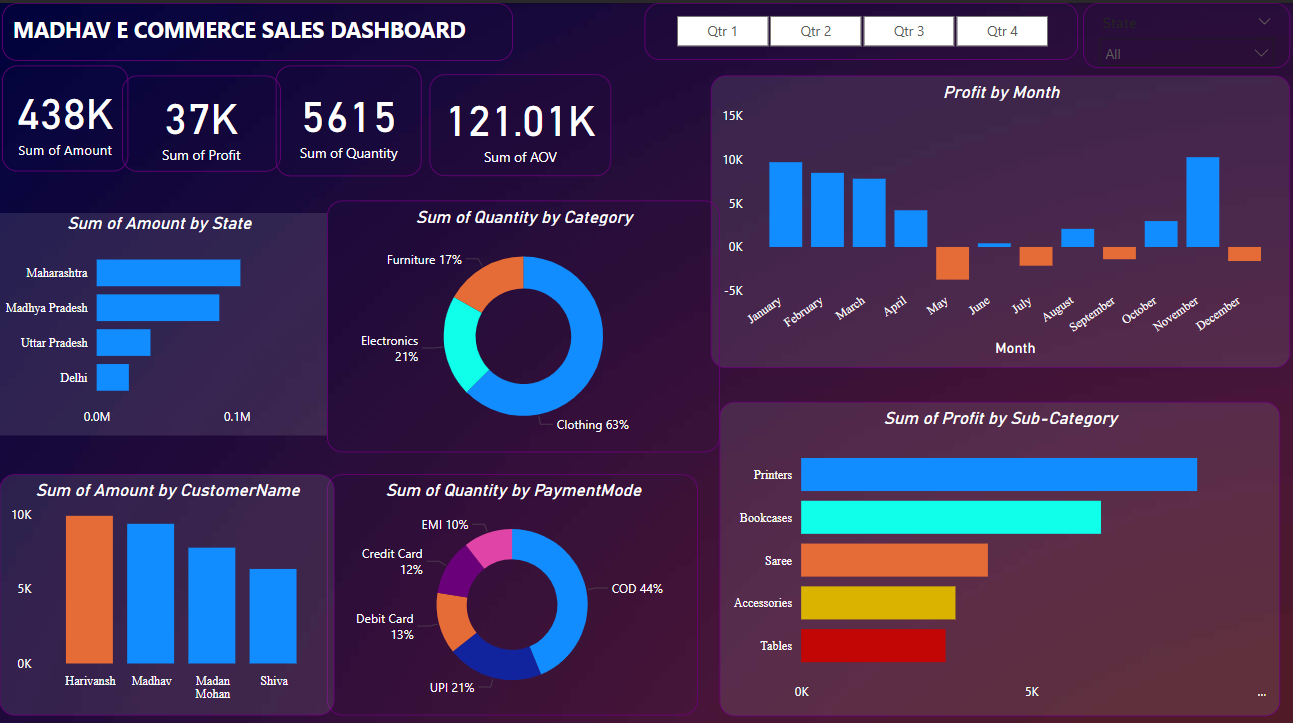 MADHAV E COMMERCE SALES DASHBOARD
Qtr 1
Qtr 2
Qtr 3
Qtr 4
State
All
438K
Sum of Amount
37K
Sum of Profit
5615
Sum of Quantity
121.01K
Sum of AOV
Profit by Month
15K
10K
5K
0K
-5K
January
February
March
April
May
June
July
August
September
October
November
December
Month
Sum of Amount by State
Maharashtra
Madhya Pradesh
Uttar Pradesh
Delhi
0.0M
0.1M
Sum of Quantity by Category
Furniture 17%
Electronics
21%
Clothing 63%
Sum of Profit by Sub-Category
Printers
Bookcases
Saree
Accessories
Tables
0K
5K
...
Sum of Amount by CustomerName
10K
5K
0K
Harivansh
Madhav
Madan
Mohan
Shiva
Sum of Quantity by PaymentMode
EMI 10%
Credit Card
12%
Debit Card
13%
UPI 21%
COD 44%